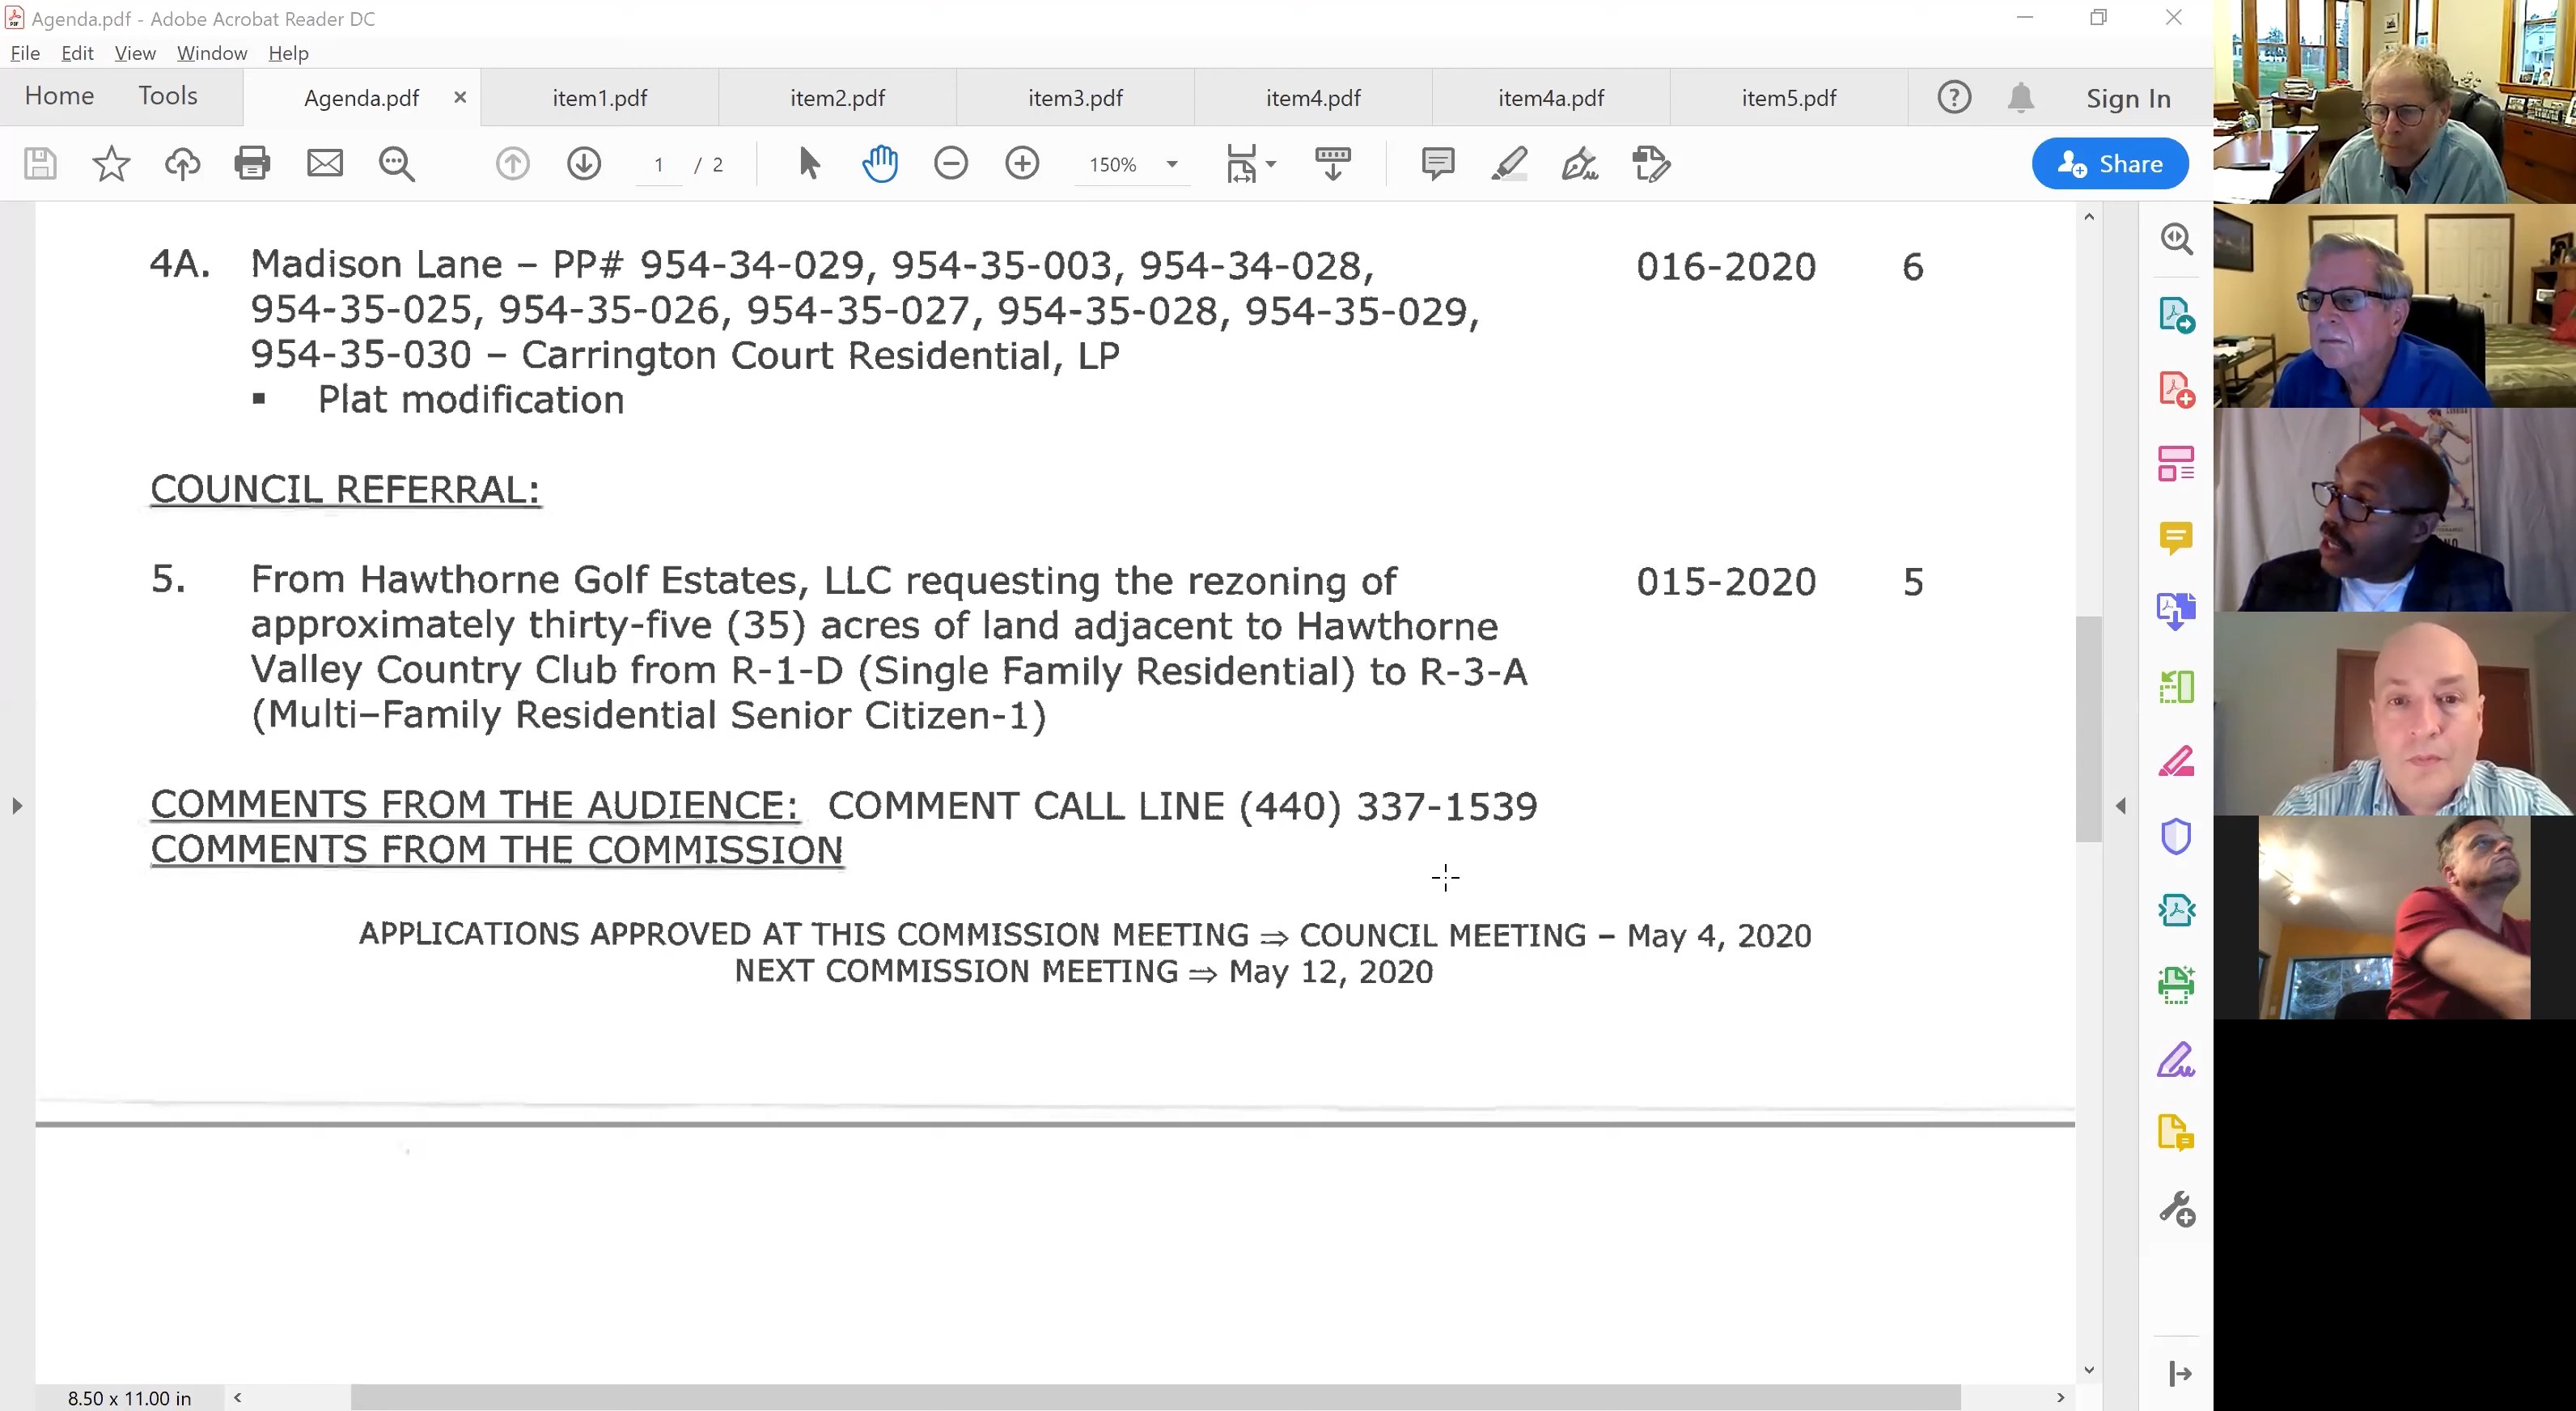 Agenda.pdf - Adobe Acrobat Reader DC
File Edit View Window Help
Home Tools Agenda.pdf item1.pdf item2.pdf item3.pdf item4.pdf item4a.pdf item5.pdf Sign In
1 / 2 150% Share
4A. Madison Lane – PP# 954-34-029, 954-35-003, 954-34-028, 016-2020 6
954-35-025, 954-35-026, 954-35-027, 954-35-028, 954-35-029,
954-35-030 – Carrington Court Residential, LP
▪ Plat modification
COUNCIL REFERRAL:
5. From Hawthorne Golf Estates, LLC requesting the rezoning of 015-2020 5
approximately thirty-five (35) acres of land adjacent to Hawthorne
Valley Country Club from R-1-D (Single Family Residential) to R-3-A
(Multi–Family Residential Senior Citizen-1)
COMMENTS FROM THE AUDIENCE: COMMENT CALL LINE (440) 337-1539
COMMENTS FROM THE COMMISSION
APPLICATIONS APPROVED AT THIS COMMISSION MEETING ⇒ COUNCIL MEETING – May 4, 2020
NEXT COMMISSION MEETING ⇒ May 12, 2020
8.50 x 11.00 in